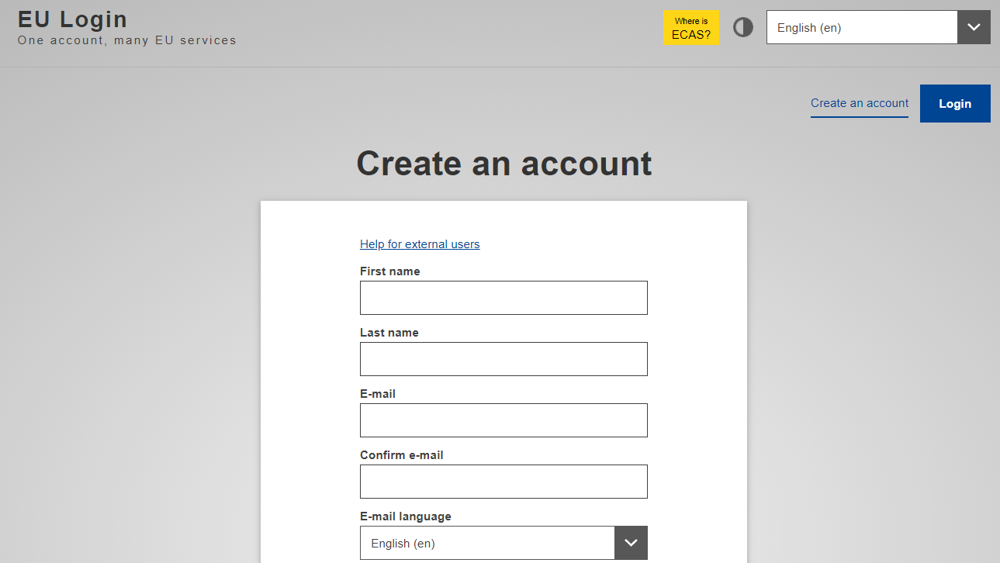 EU Login
One account, many EU services
Where is
ECAS?
English (en)
Create an account
Login
Create an account
Help for external users
First name
Last name
E-mail
Confirm e-mail
E-mail language
English (en)